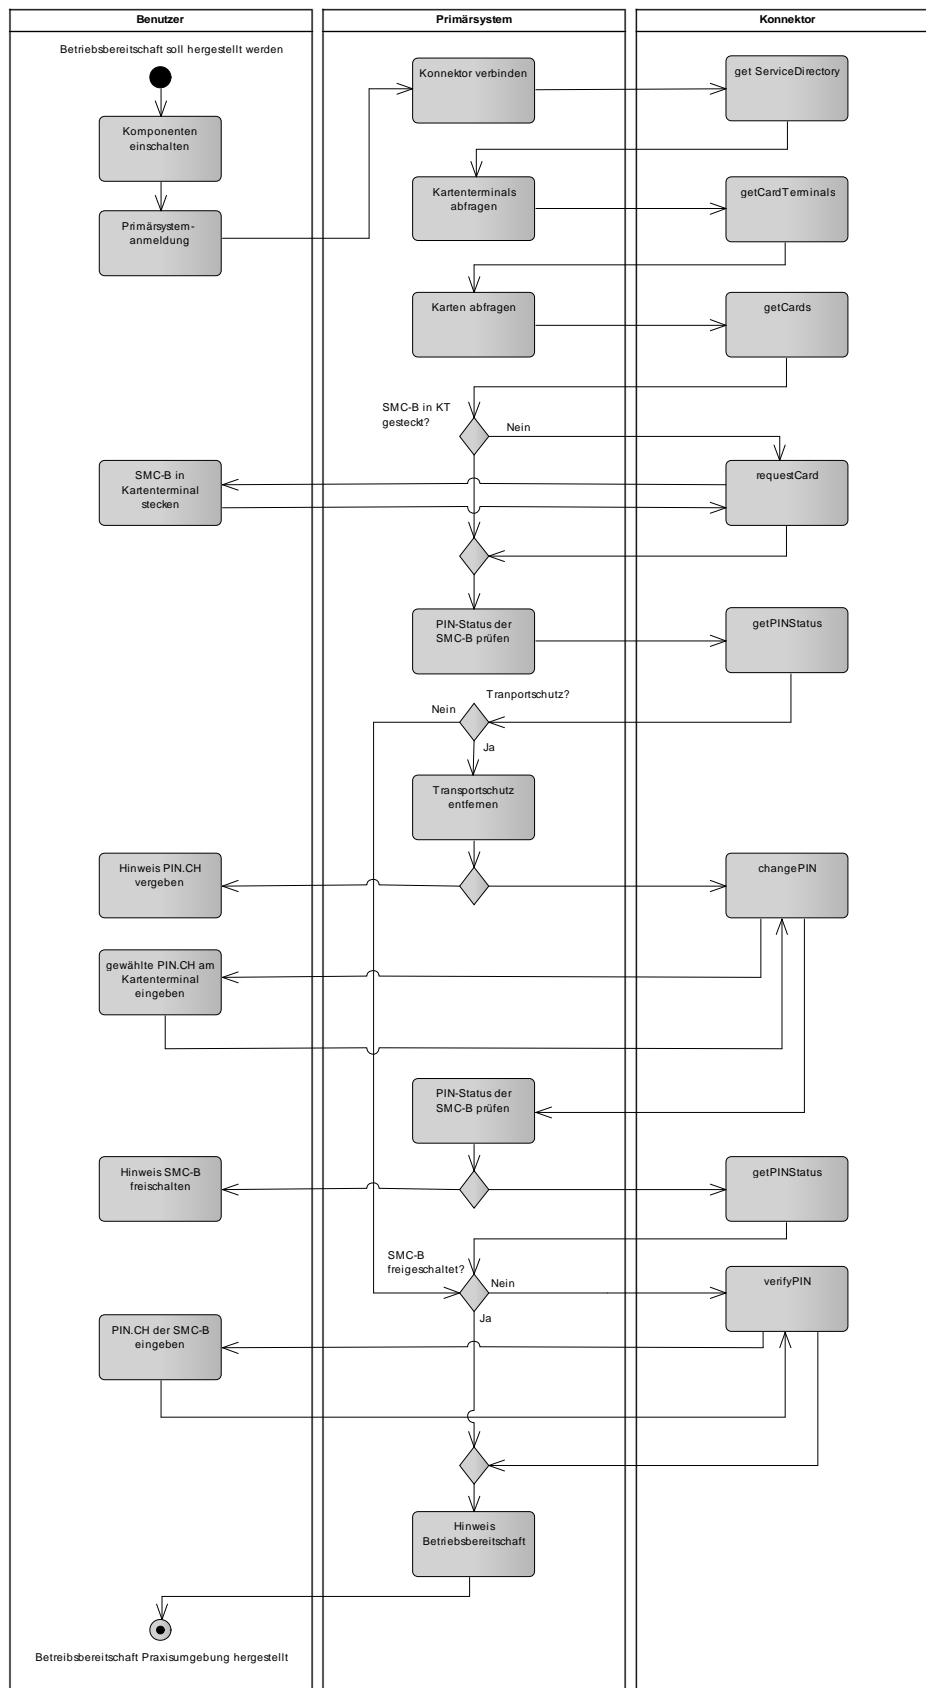 Benutzer
Primärsystem
Konnektor
Betriebsbereitschaft soll hergestellt werden
Konnektor verbinden
get ServiceDirectory
Komponenten
einschalten
Kartenterminals
abfragen
getCardTerminals
Primärsystem-
anmeldung
Karten abfragen
getCards
SMC-B in KT
gesteckt?
Nein
SMC-B in
Kartenterminal
stecken
requestCard
PIN-Status der
SMC-B prüfen
getPINStatus
Tranportschutz?
Nein
Ja
Transportschutz
entfernen
Hinweis PIN.CH
vergeben
changePIN
gewählte PIN.CH am
Kartenterminal
eingeben
PIN-Status der
SMC-B prüfen
Hinweis SMC-B
freischalten
getPINStatus
SMC-B
freigeschaltet?
Nein
verifyPIN
Ja
PIN.CH der SMC-B
eingeben
Hinweis
Betriebsbereitschaft
Betreibsbereitschaft Praxisumgebung hergestellt